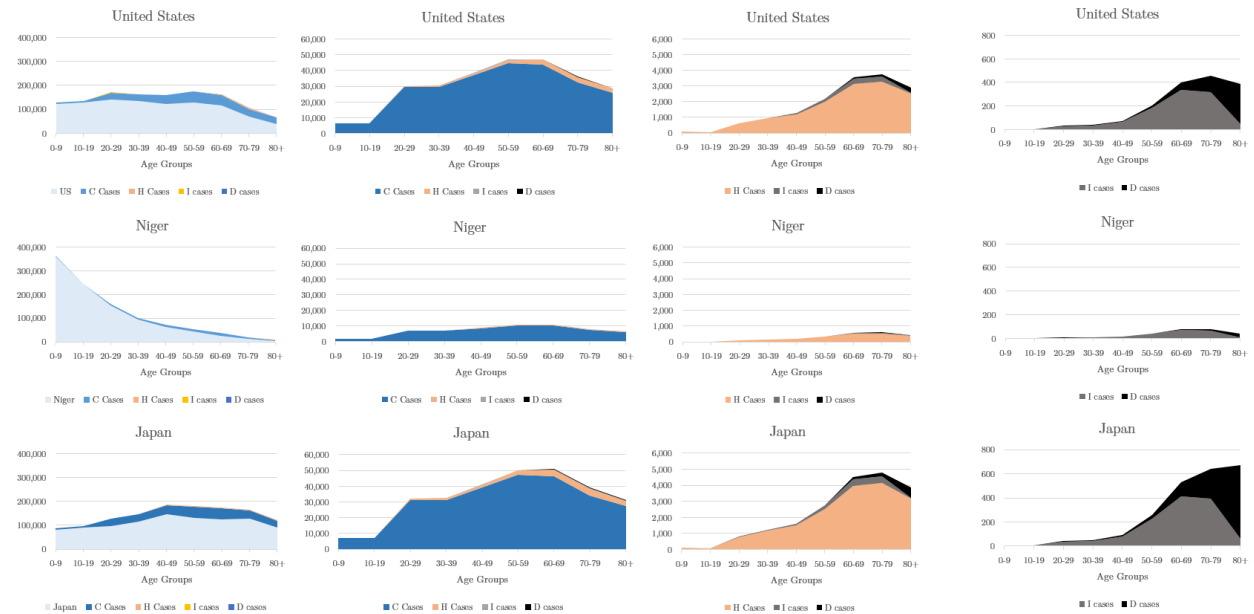 United States
400,000
300,000
200,000
100,000
0
0-9 10-19 20-29 30-39 40-49 50-59 60-69 70-79 80+
Age Groups
US C Cases H Cases I cases D cases
United States
60,000
50,000
40,000
30,000
20,000
10,000
0
0-9 10-19 20-29 30-39 40-49 50-59 60-69 70-79 80+
Age Groups
C Cases H Cases I cases D cases
United States
6,000
5,000
4,000
3,000
2,000
1,000
0
0-9 10-19 20-29 30-39 40-49 50-59 60-69 70-79 80+
Age Groups
H Cases I cases D cases
United States
800
600
400
200
0
0-9 10-19 20-29 30-39 40-49 50-59 60-69 70-79 80+
Age Groups
I cases D cases
Niger
400,000
300,000
200,000
100,000
0
0-9 10-19 20-29 30-39 40-49 50-59 60-69 70-79 80+
Age Groups
Niger C Cases H Cases I cases D cases
Niger
60,000
50,000
40,000
30,000
20,000
10,000
0
0-9 10-19 20-29 30-39 40-49 50-59 60-69 70-79 80+
Age Groups
C Cases H Cases I cases D cases
Niger
6,000
5,000
4,000
3,000
2,000
1,000
0
0-9 10-19 20-29 30-39 40-49 50-59 60-69 70-79 80+
Age Groups
H Cases I cases D cases
Niger
800
600
400
200
0
0-9 10-19 20-29 30-39 40-49 50-59 60-69 70-79 80+
Age Groups
I cases D cases
Japan
400,000
300,000
200,000
100,000
0
0-9 10-19 20-29 30-39 40-49 50-59 60-69 70-79 80+
Age Groups
Japan C Cases H Cases I cases D cases
Japan
60,000
50,000
40,000
30,000
20,000
10,000
0
0-9 10-19 20-29 30-39 40-49 50-59 60-69 70-79 80+
Age Groups
C Cases H Cases I cases D cases
Japan
6,000
5,000
4,000
3,000
2,000
1,000
0
0-9 10-19 20-29 30-39 40-49 50-59 60-69 70-79 80+
Age Groups
H Cases I cases D cases
Japan
800
600
400
200
0
0-9 10-19 20-29 30-39 40-49 50-59 60-69 70-79 80+
Age Groups
I cases D cases